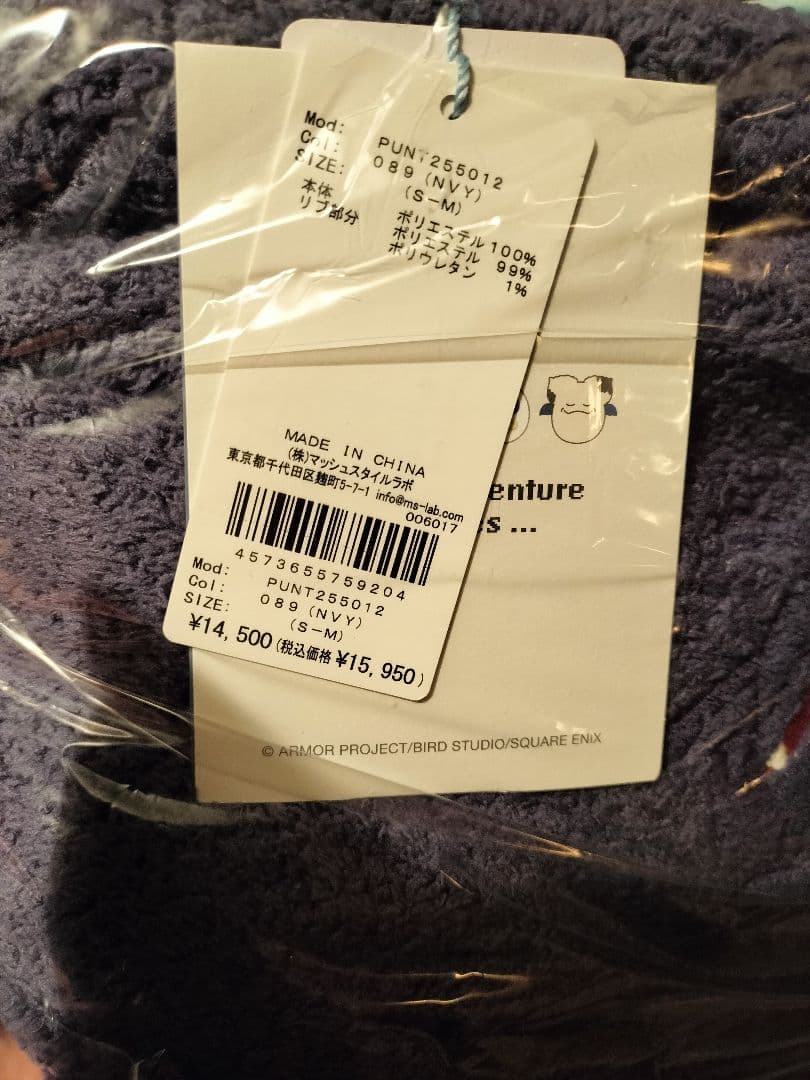 Mod: PUNT255012
Col: 089 (NVY)
SIZE: (S-M)
本体 ポリエステル 100%
リブ部分 ポリエステル 99%
ポリウレタン 1%
MADE IN CHINA
(株)マッシュスタイルラボ
東京都千代田区麹町5-7-1 info@ms-lab.com
006017
4573655759204
Mod: PUNT255012
Col: 089 (NVY)
SIZE: (S-M)
¥14,500(税込価格 ¥15,950)
enture
s ...
© ARMOR PROJECT/BIRD STUDIO/SQUARE ENIX